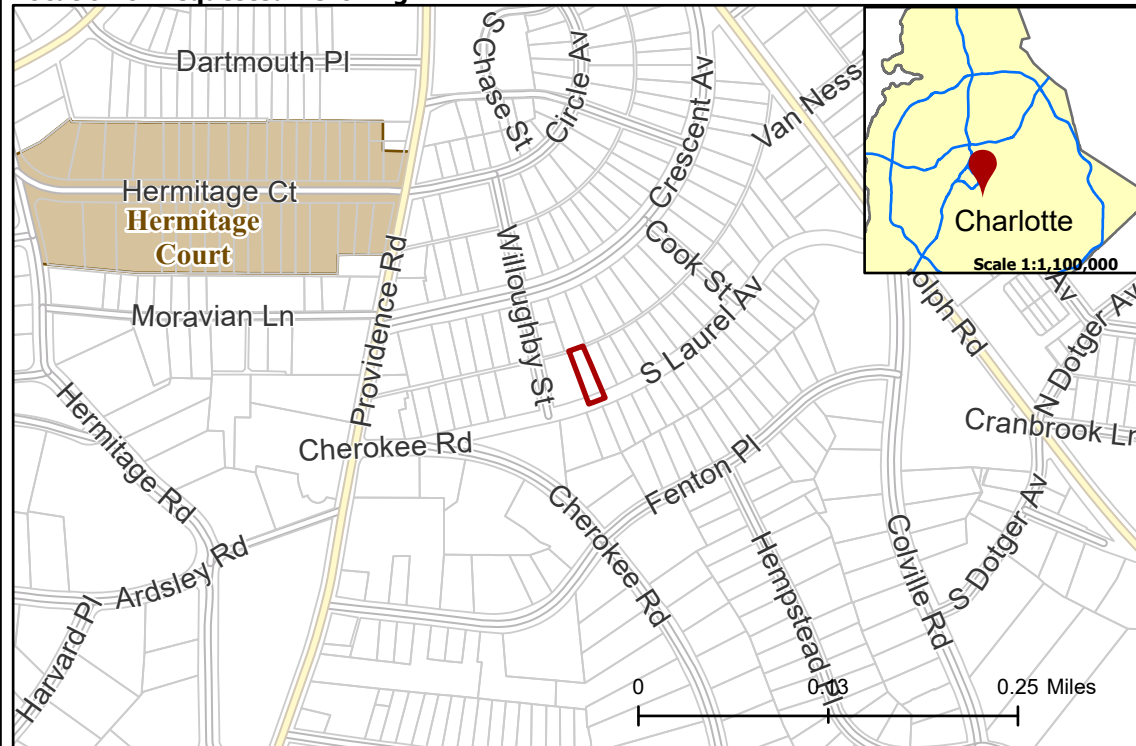 Dartmouth Pl
S Chase St
Circle Av
Crescent Av
Van Ness
Charlotte
Scale 1:1,100,000
Hermitage Ct
Hermitage
Court
Willoughby St
Cook St
S Laurel Av
Moravian Ln
Providence Rd
olph Rd
Av
N Dotger Av
Cranbrook Ln
Hermitage Rd
Cherokee Rd
Cherokee Rd
Fenton Pl
Hempstead Pl
Colville Rd
S Dotger Av
Ardsley Rd
Harvard Pl
0
0.13
0.25 Miles